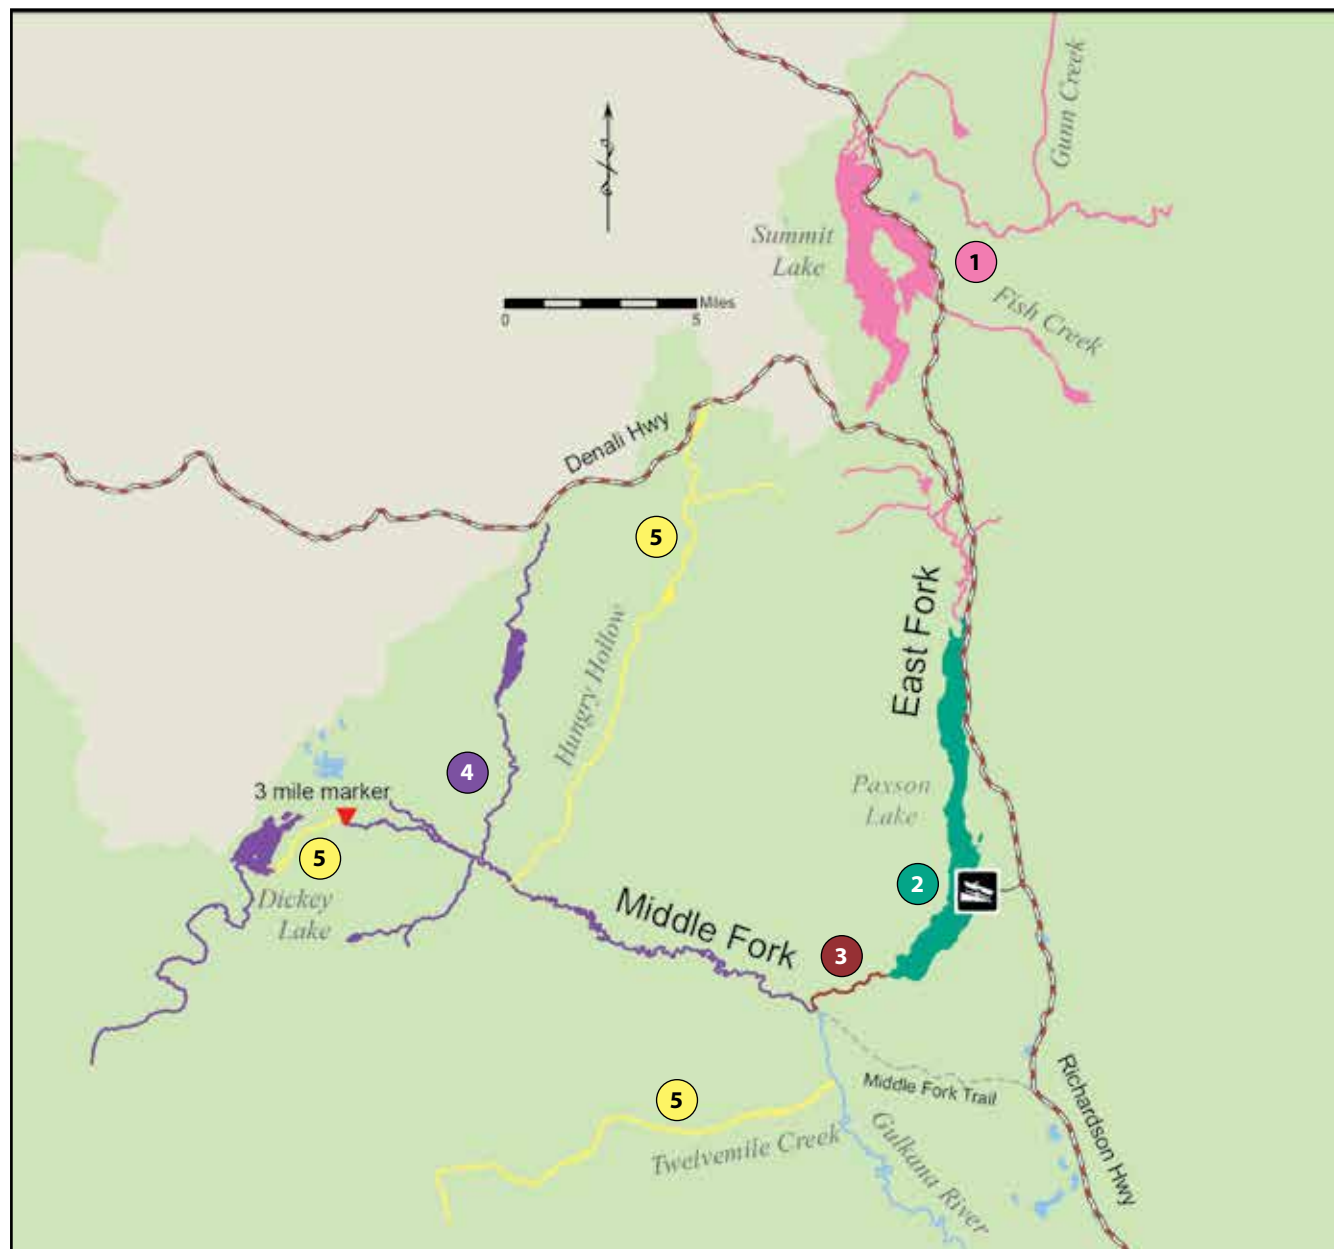 Gunn Creek
Summit
Lake
1
Fish Creek
Miles
0
5
Denali Hwy
5
Hungry Hollow
East Fork
4
3 mile marker
5
Dickey
Lake
Paxson
Lake
2
Middle Fork
3
Middle Fork Trail
Richardson Hwy
5
Twelvemile Creek
Gulkana River